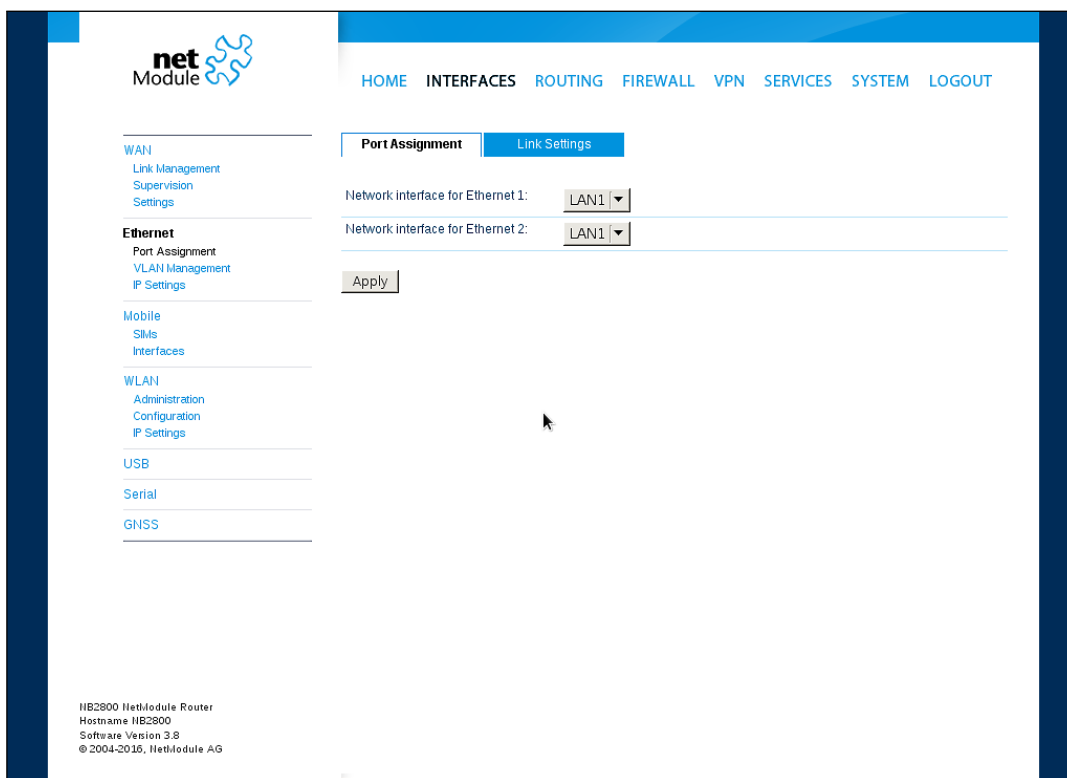 net
Module
HOME INTERFACES ROUTING FIREWALL VPN SERVICES SYSTEM LOGOUT
WAN
Link Management
Supervision
Settings
Ethernet
Port Assignment
VLAN Management
IP Settings
Mobile
SIMs
Interfaces
WLAN
Administration
Configuration
IP Settings
USB
Serial
GNSS
Port Assignment Link Settings
Network interface for Ethernet 1: LAN1
Network interface for Ethernet 2: LAN1
Apply
NB2800 NetModule Router
Hostname NB2800
Software Version 3.8
© 2004-2016, NetModule AG